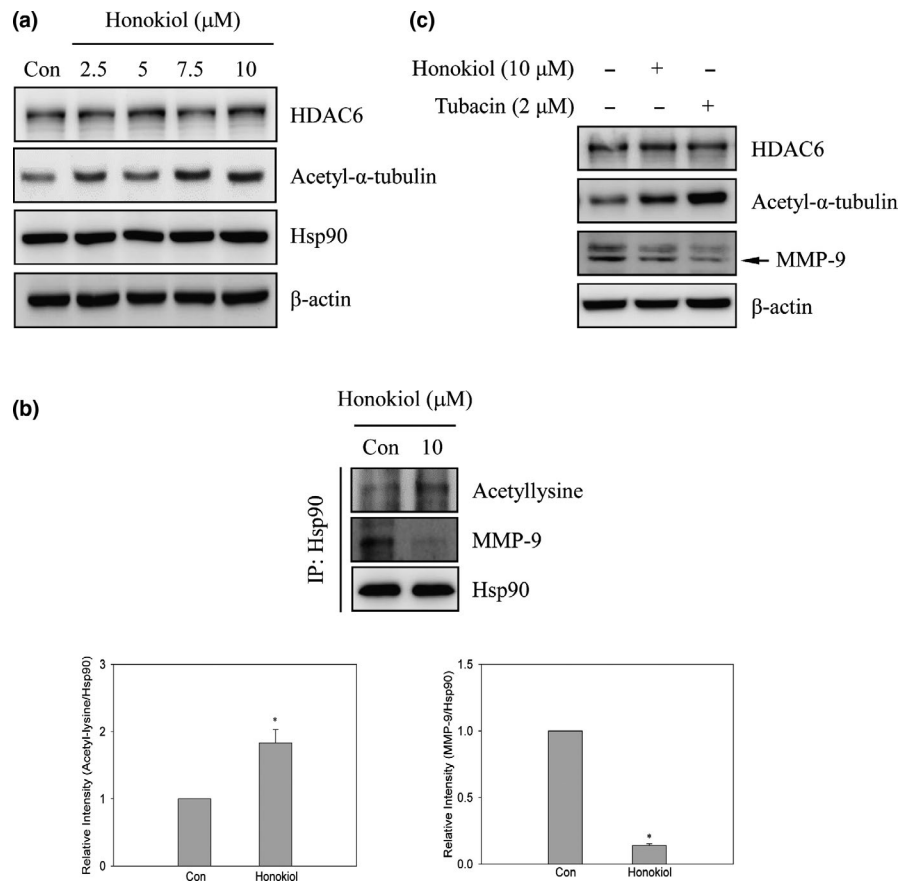 (a)
Honokiol (μM)
Con 2.5 5 7.5 10
HDAC6
Acetyl-α-tubulin
Hsp90
β-actin
(c)
Honokiol (10 μM) – + –
Tubacin (2 μM) – – +
HDAC6
Acetyl-α-tubulin
MMP-9
β-actin
(b)
Honokiol (μM)
Con 10
IP: Hsp90
Acetyllysine
MMP-9
Hsp90
Relative Intensity (Acetyl-lysine/Hsp90)
3
2
1
0
*
Con Honokiol
Relative Intensity (MMP-9/Hsp90)
1.5
1.0
0.5
0.0
*
Con Honokiol